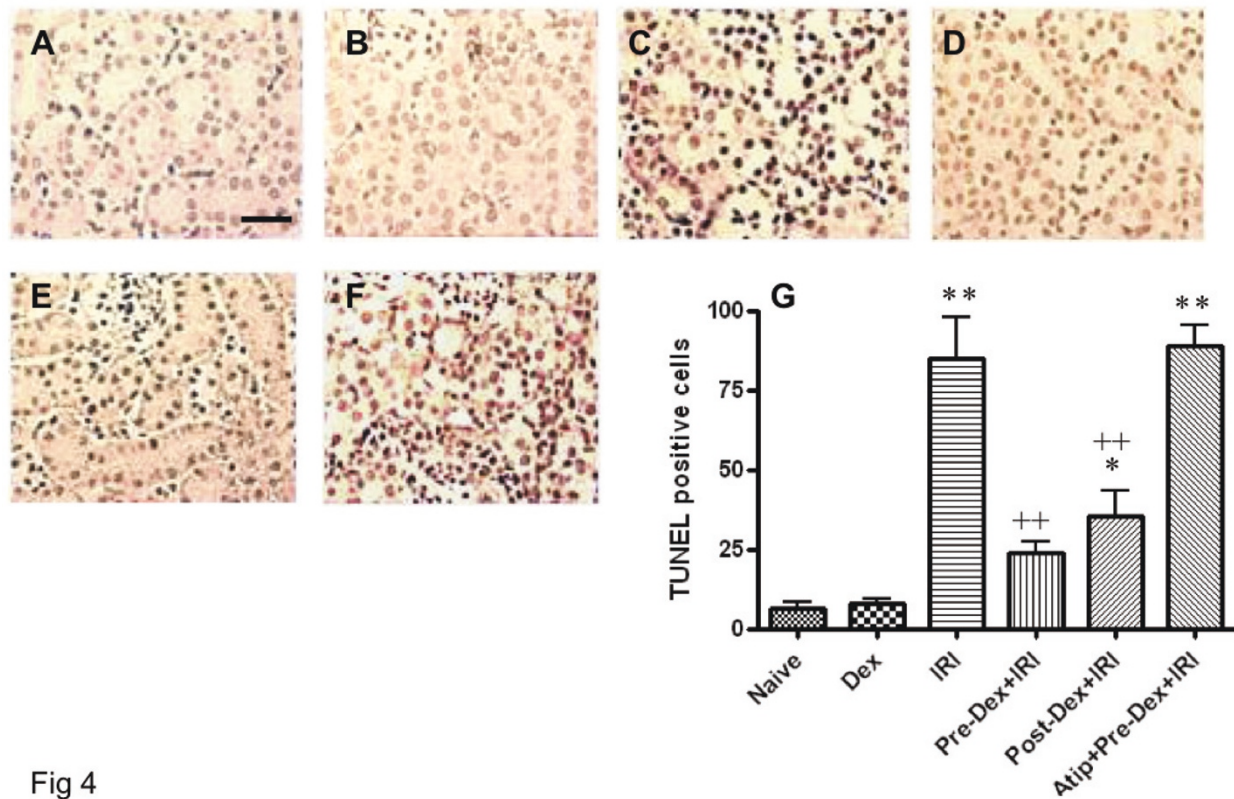 A
B
C
D
E
F
G
**
**
++
*
++
100
75
50
25
0
TUNEL positive cells
Naive
Dex
IRI
Pre-Dex+IRI
Post-Dex+IRI
Atip+Pre-Dex+IRI
Fig 4